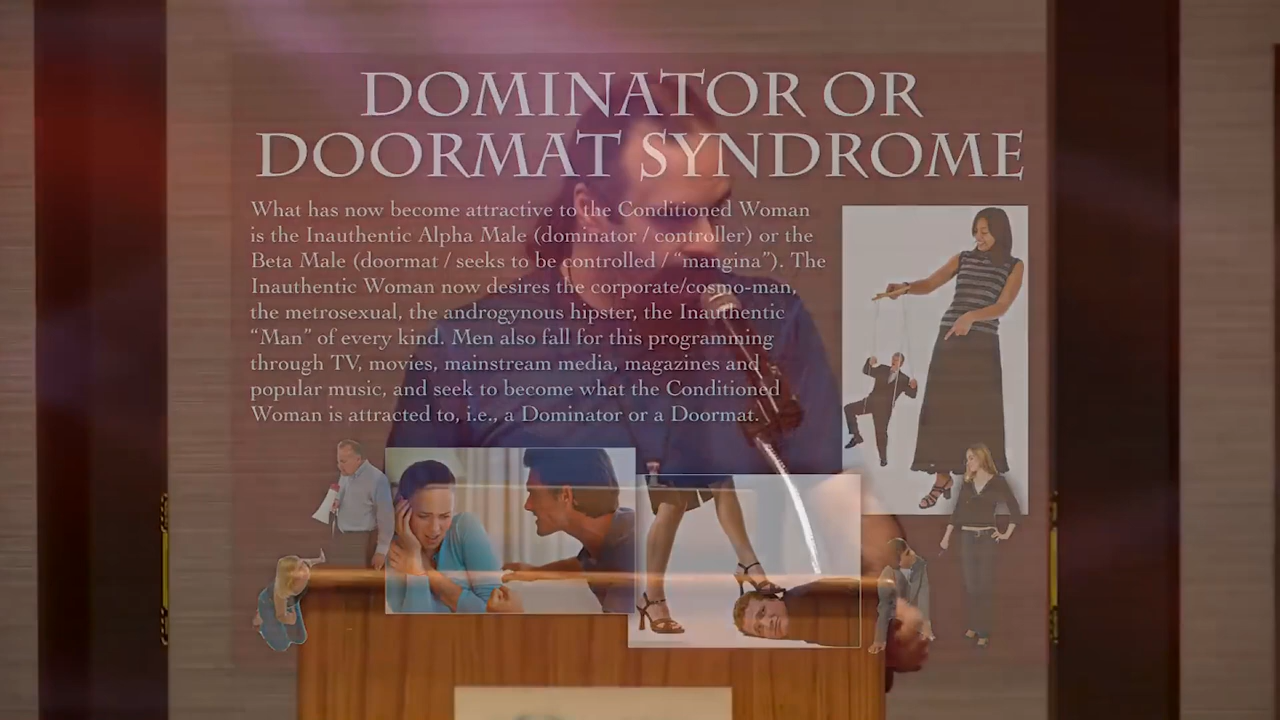 DOMINATOR OR
DOORMAT SYNDROME
What has now become attractive to the Conditioned Woman
is the Inauthentic Alpha Male (dominator / controller) or the
Beta Male (doormat / seeks to be controlled / “mangina”). The
Inauthentic Woman now desires the corporate/cosmo-man,
the metrosexual, the androgynous hipster, the Inauthentic
“Man” of every kind. Men also fall for this programming
through TV, movies, mainstream media, magazines and
popular music, and seek to become what the Conditioned
Woman is attracted to, i.e., a Dominator or a Doormat.